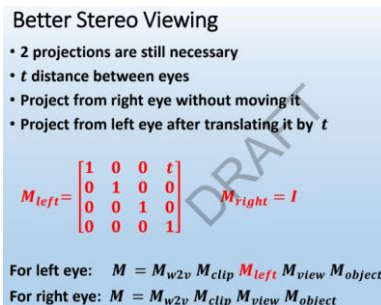 Better Stereo Viewing
• 2 projections are still necessary
• t distance between eyes
• Project from right eye without moving it
• Project from left eye after translating it by t
DRAFT
M_left = [1 0 0 t
0 1 0 0
0 0 1 0
0 0 0 1]
M_right = I
For left eye: M = M_w2v M_clip M_left M_view M_object
For right eye: M = M_w2v M_clip M_view M_object